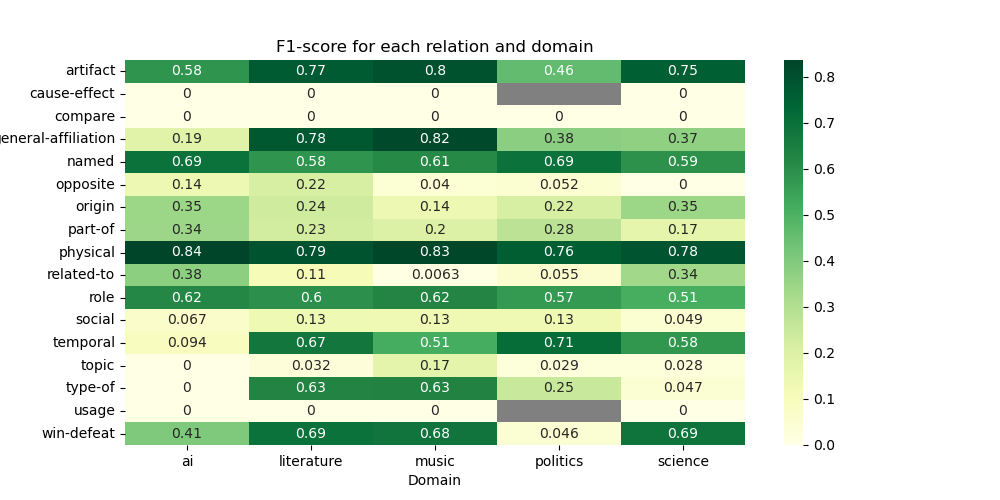 F1-score for each relation and domain
artifact 0.58 0.77 0.8 0.46 0.75
cause-effect 0 0 0 0
compare 0 0 0 0 0
eneral-affiliation 0.19 0.78 0.82 0.38 0.37
named 0.69 0.58 0.61 0.69 0.59
opposite 0.14 0.22 0.04 0.052 0
origin 0.35 0.24 0.14 0.22 0.35
part-of 0.34 0.23 0.2 0.28 0.17
physical 0.84 0.79 0.83 0.76 0.78
related-to 0.38 0.11 0.0063 0.055 0.34
role 0.62 0.6 0.62 0.57 0.51
social 0.067 0.13 0.13 0.13 0.049
temporal 0.094 0.67 0.51 0.71 0.58
topic 0 0.032 0.17 0.029 0.028
type-of 0 0.63 0.63 0.25 0.047
usage 0 0 0 0
win-defeat 0.41 0.69 0.68 0.046 0.69
ai literature music politics science
Domain
0.8
0.7
0.6
0.5
0.4
0.3
0.2
0.1
0.0